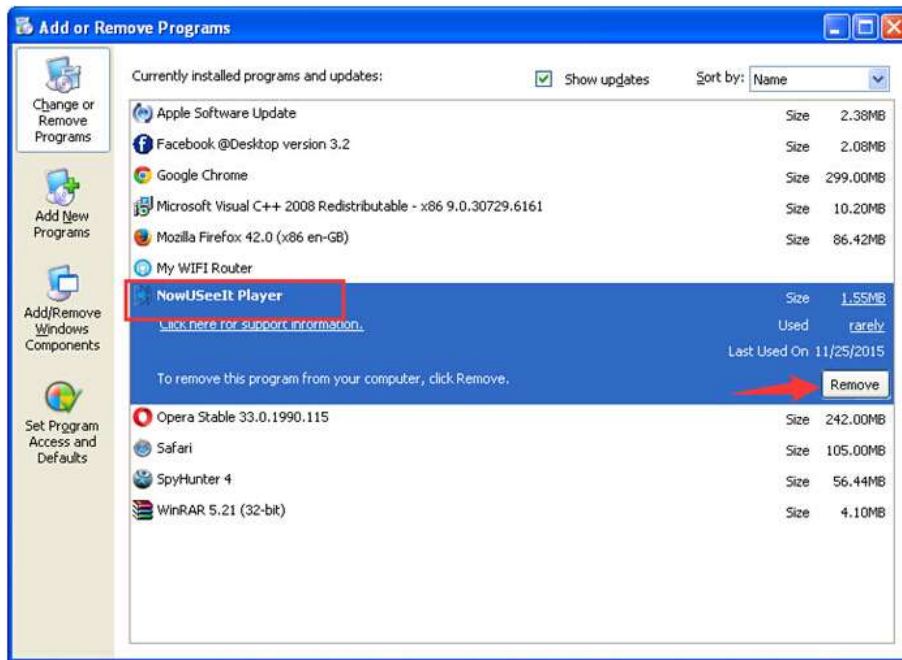 Add or Remove Programs
Change or
Remove
Programs
Add New
Programs
Add/Remove
Windows
Components
Set Program
Access and
Defaults
Currently installed programs and updates:
Show updates
Sort by: Name
Apple Software Update Size 2.38MB
Facebook @Desktop version 3.2 Size 2.08MB
Google Chrome Size 299.00MB
Microsoft Visual C++ 2008 Redistributable - x86 9.0.30729.6161 Size 10.20MB
Mozilla Firefox 42.0 (x86 en-GB) Size 86.42MB
My WIFI Router
NowUSeeIt Player Size 1.55MB
Click here for support information. Used rarely
Last Used On 11/25/2015
To remove this program from your computer, click Remove. Remove
Opera Stable 33.0.1990.115 Size 242.00MB
Safari Size 105.00MB
SpyHunter 4 Size 56.44MB
WinRAR 5.21 (32-bit) Size 4.10MB